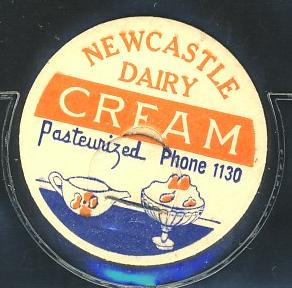 NEWCASTLE
DAIRY
CREAM
Pasteurized Phone 1130